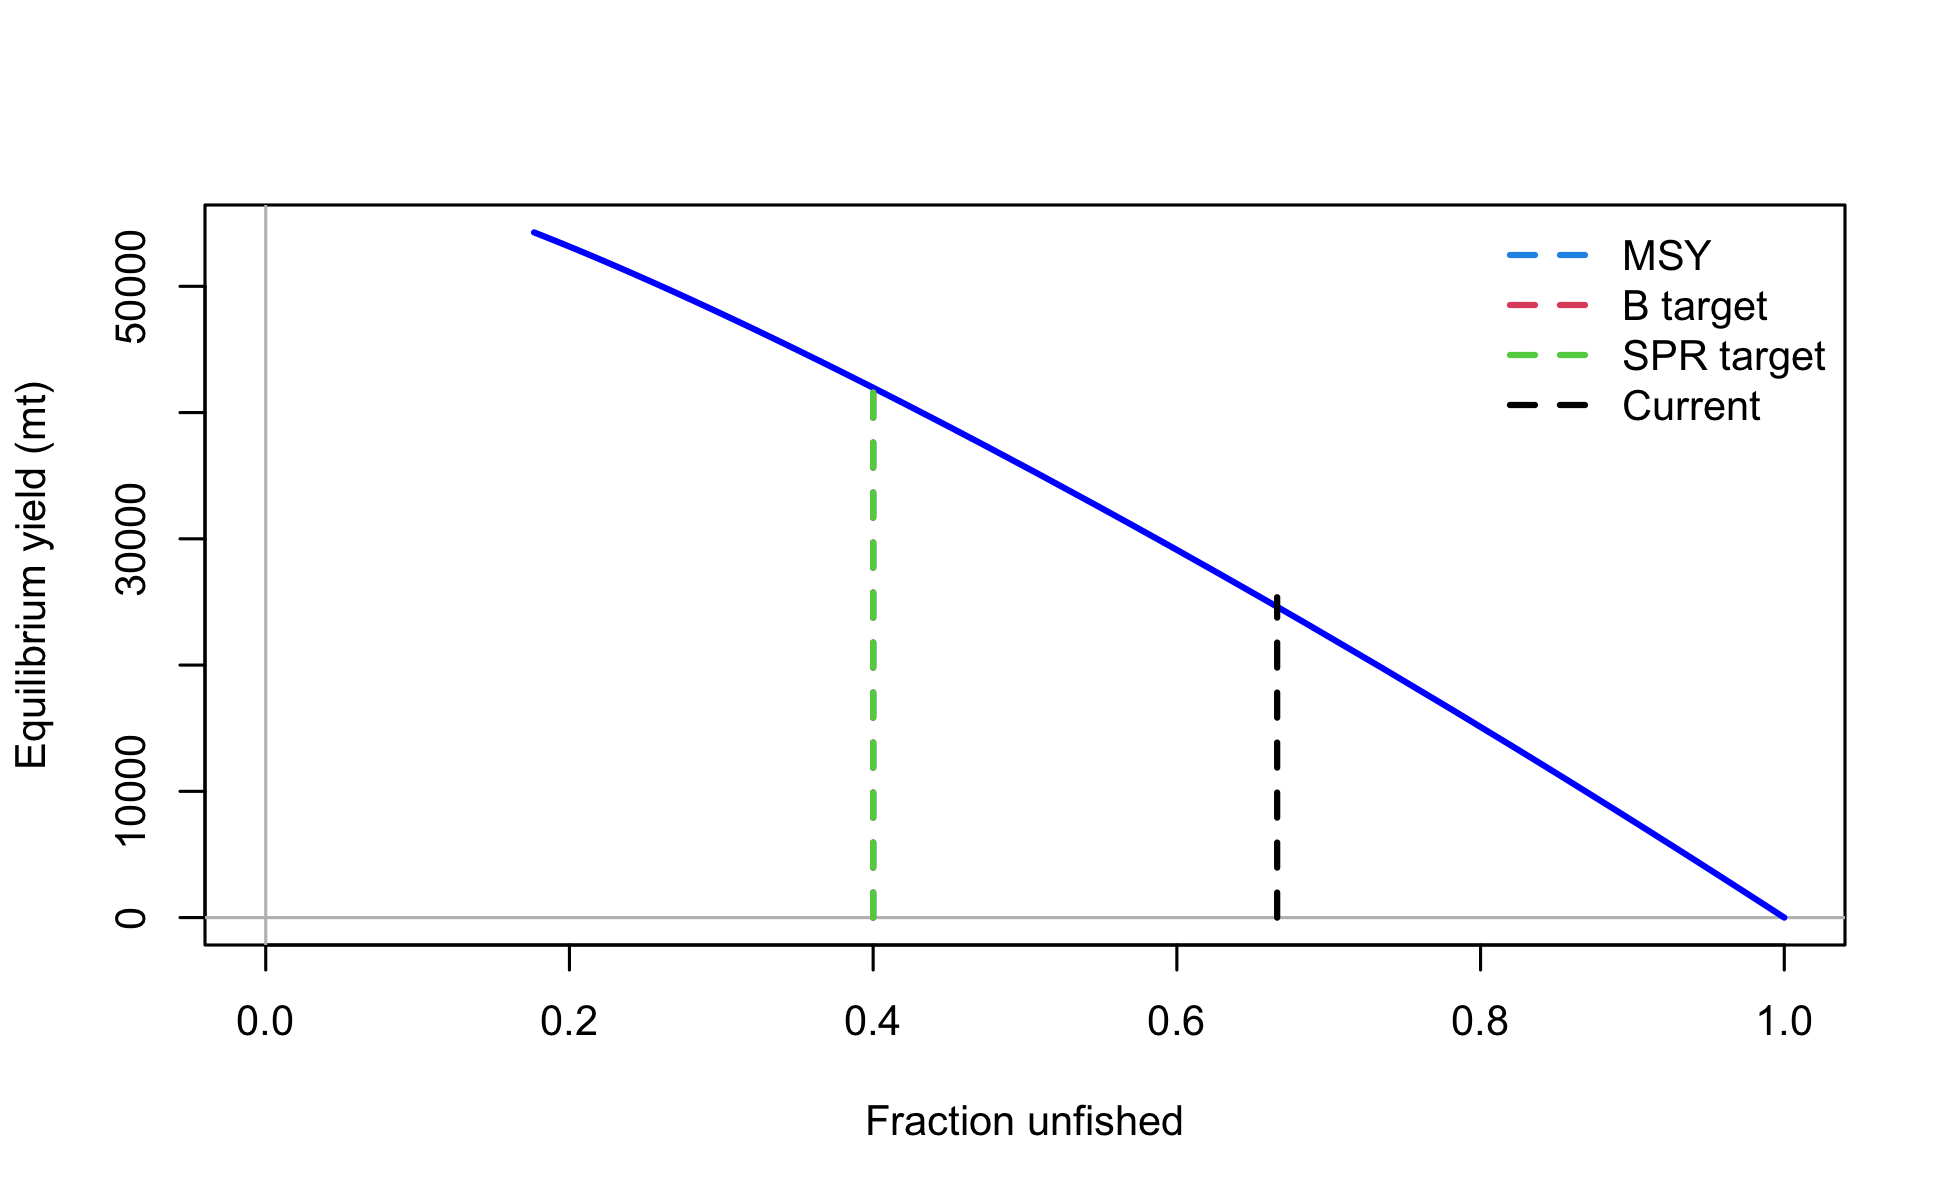 MSY
B target
SPR target
Current
Equilibrium yield (mt)
50000
30000
10000
0
0.0 0.2 0.4 0.6 0.8 1.0
Fraction unfished